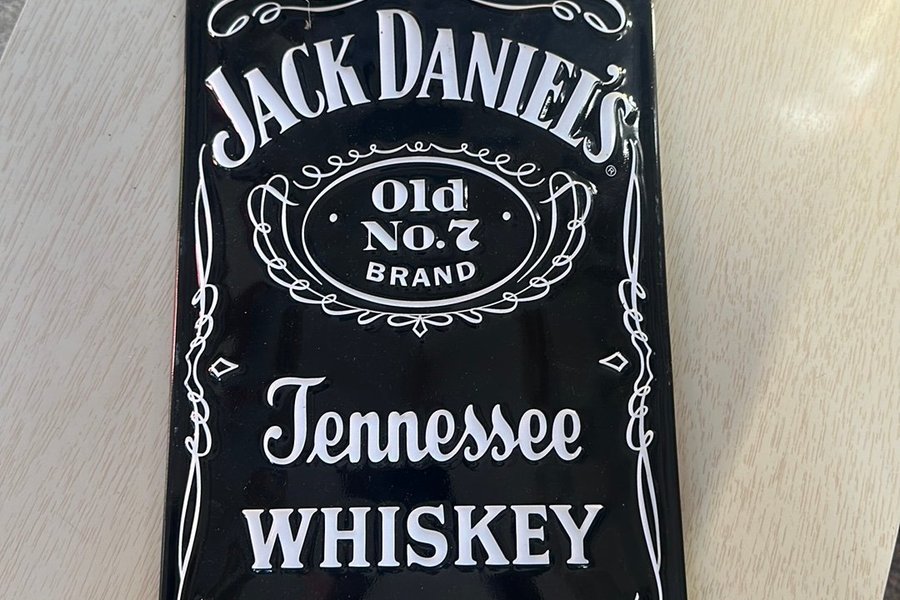 JACK DANIEL'S
®
Old
No.7
BRAND
Tennessee
WHISKEY